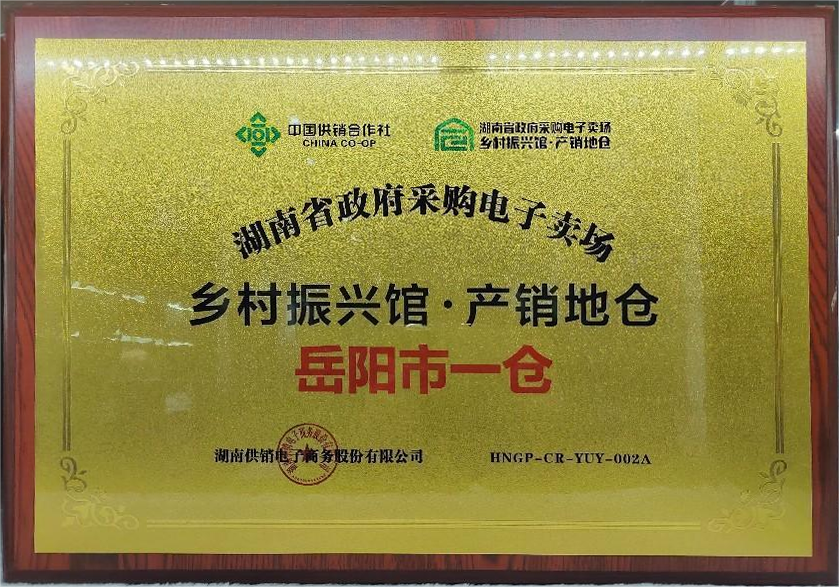 中国供销合作社
CHINA CO-OP
湖南省政府采购电子卖场
乡村振兴馆·产销地仓
湖南省政府采购电子卖场
乡村振兴馆·产销地仓
岳阳市一仓
湖南供销电子商务股份有限公司
HNGP-CR-YUY-002A